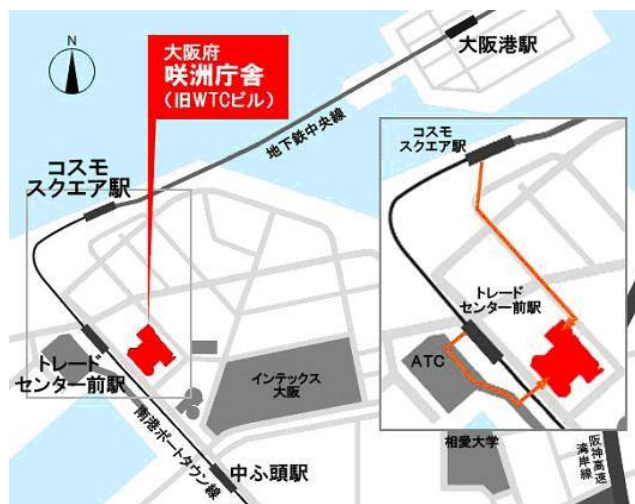 N
大阪府
咲洲庁舎
(旧WTCビル)
大阪港駅
地下鉄中央線
コスモ
スクエア駅
コスモ
スクエア駅
トレード
センター前駅
ATC
トレード
センター前駅
インテックス
大阪
南港ポートタウン線
中ふ頭駅
相愛大学
阪神高速
湾岸線